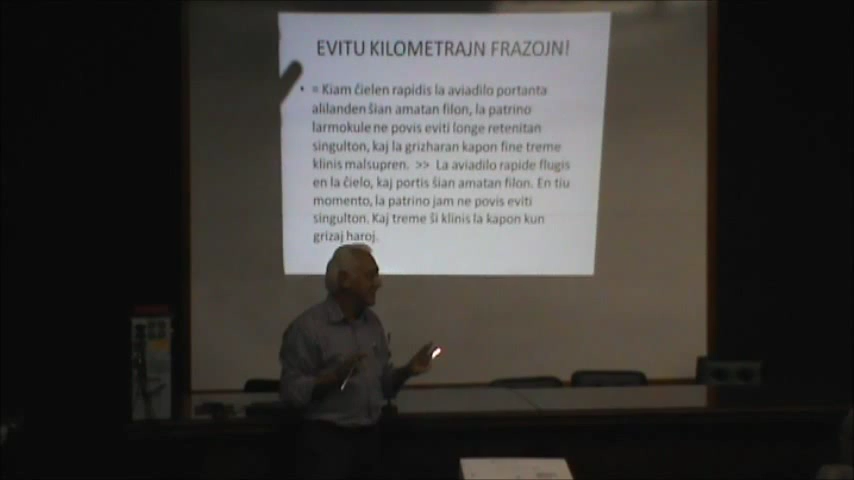 EVITU KILOMETRAJN FRAZOJN!
• = Kiam ĉielen rapidis la aviadilo portanta
alilanden ŝian amatan filon, la patrino
larmokule ne povis eviti longe retenitan
singulton, kaj la grizharan kapon fine treme
klinis malsupren. >> La aviadilo rapide flugis
en la ĉielo, kaj portis ŝian amatan filon. En tiu
momento, la patrino jam ne povis eviti
singulton. Kaj treme ŝi klinis la kapon kun
grizaj haroj.